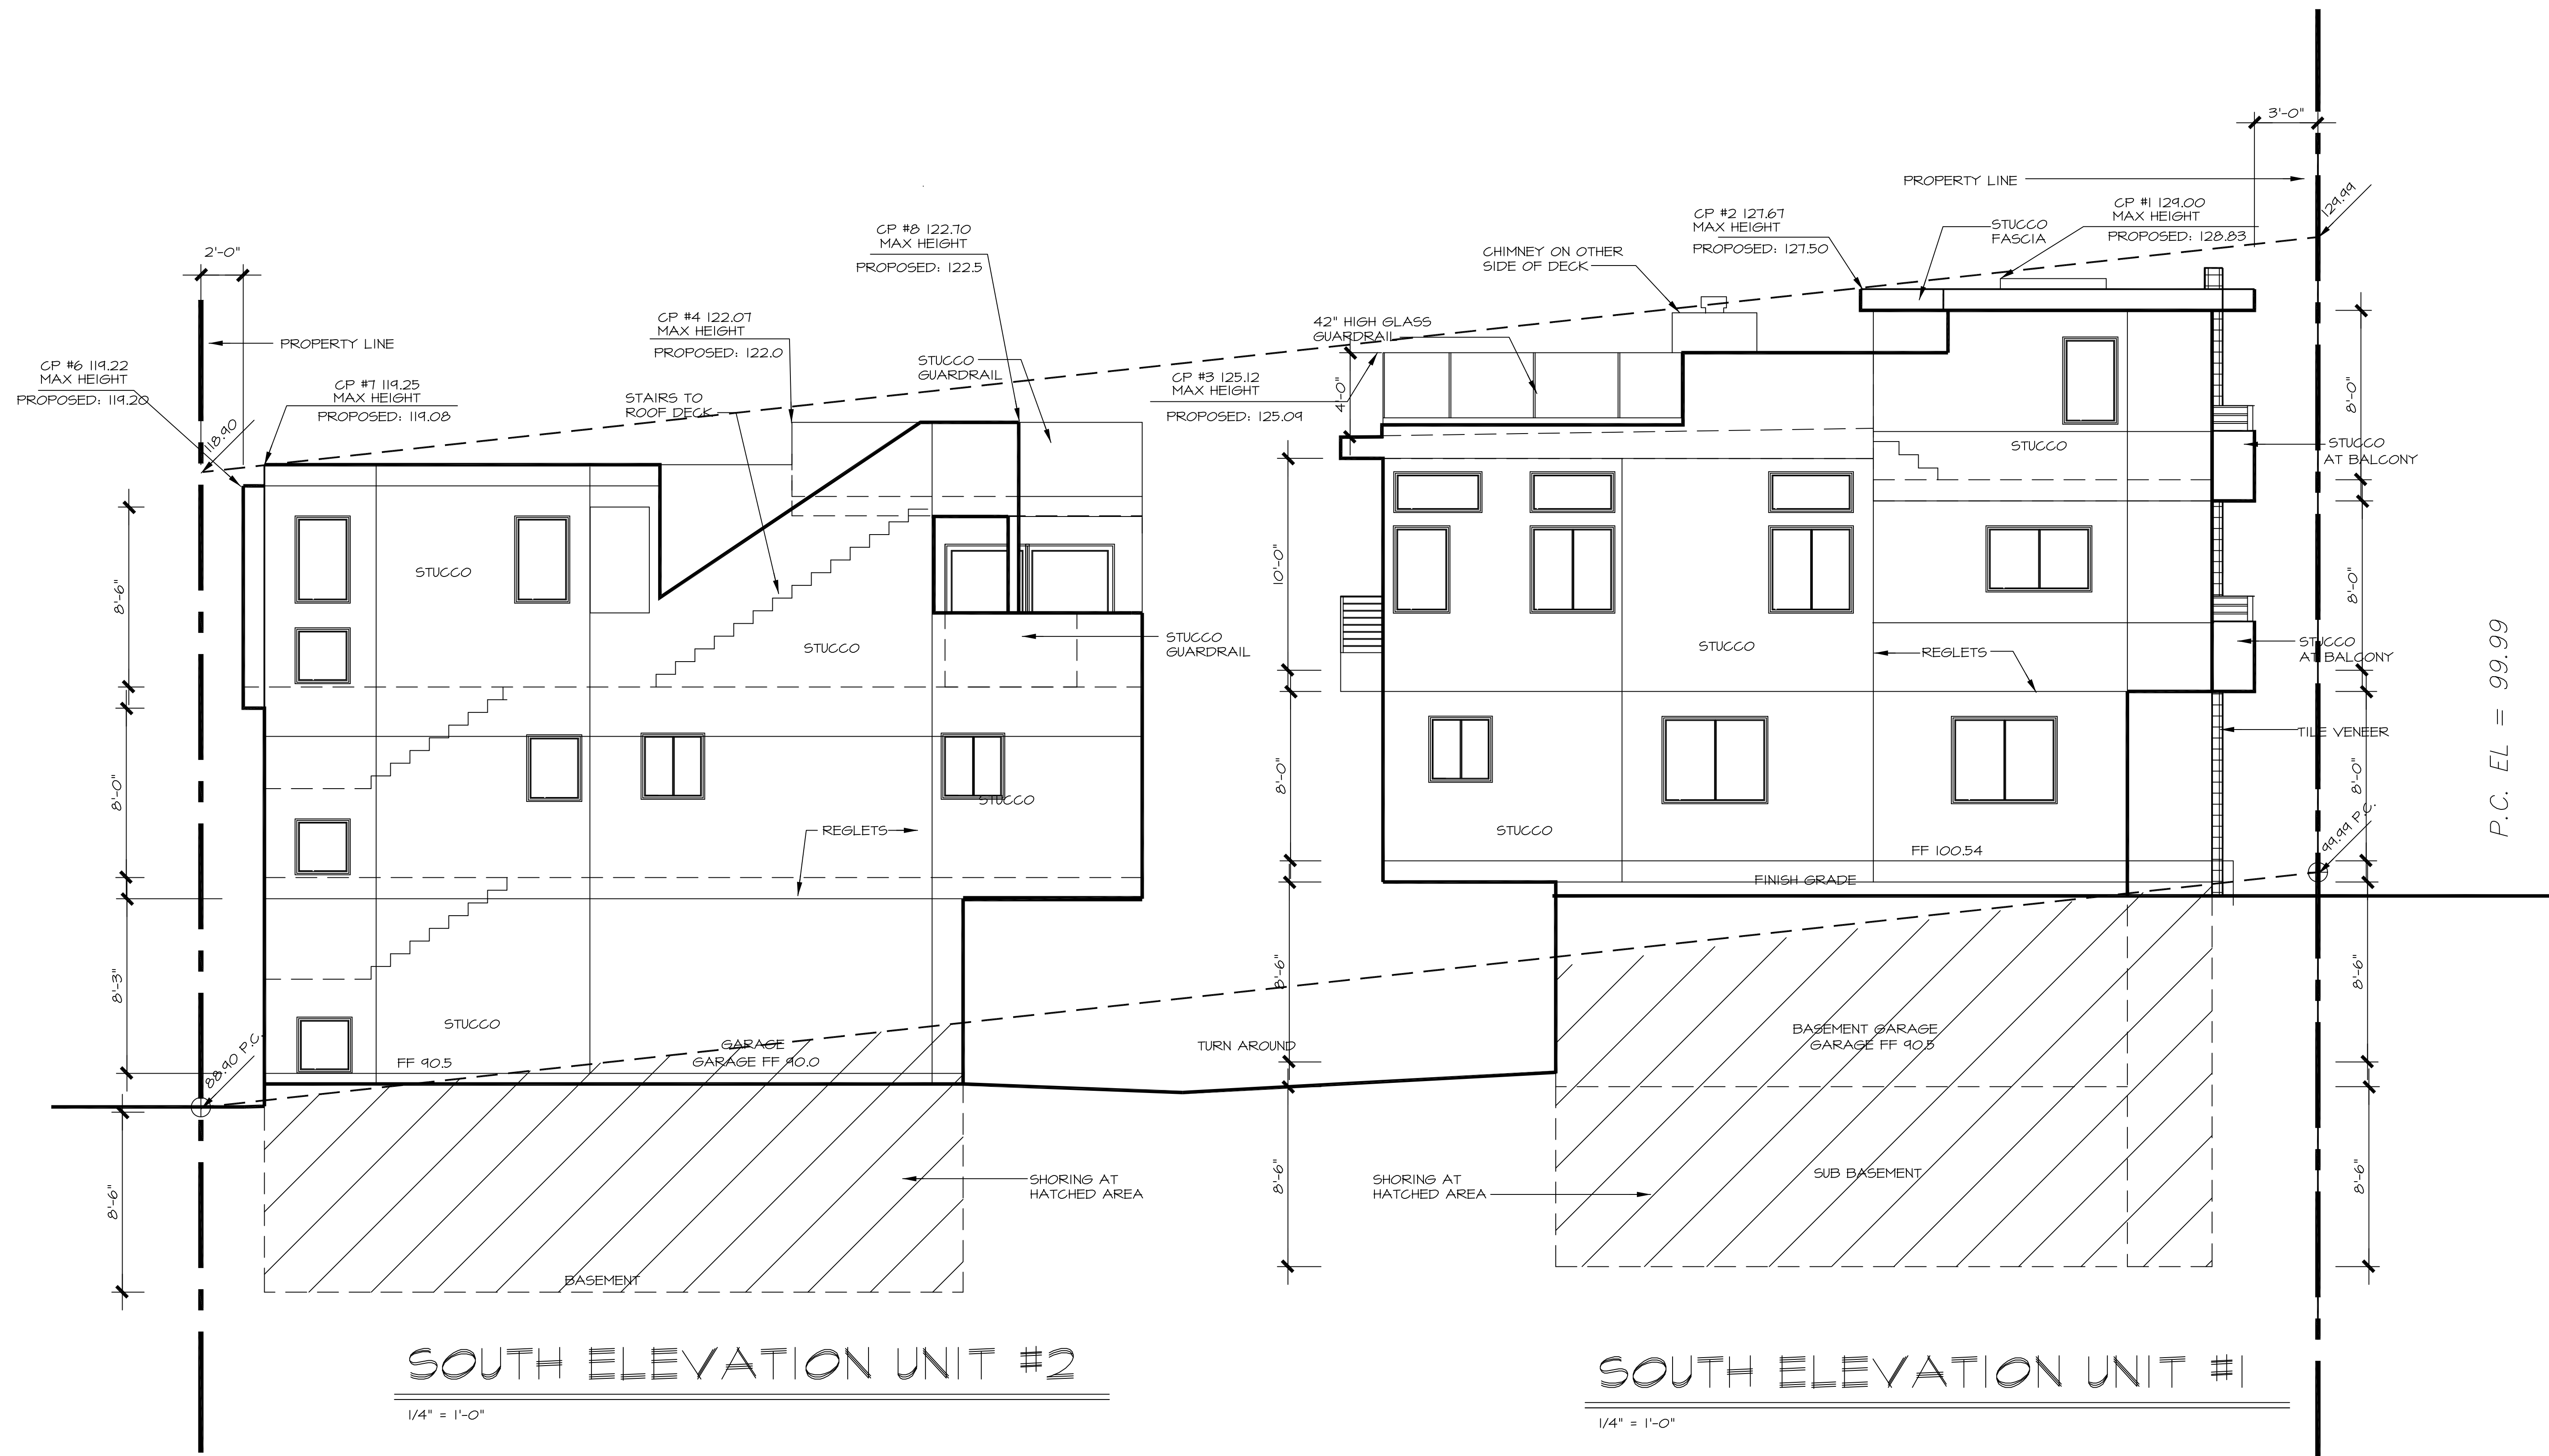 3'-0"
PROPERTY LINE
129.99
CP #1 129.00
MAX HEIGHT
PROPOSED: 128.83
STUCCO
FASCIA
CP #2 127.67
MAX HEIGHT
PROPOSED: 127.50
CHIMNEY ON OTHER
SIDE OF DECK
CP #8 122.70
MAX HEIGHT
PROPOSED: 122.5
2'-0"
CP #4 122.07
MAX HEIGHT
PROPOSED: 122.0
42" HIGH GLASS
GUARDRAIL
PROPERTY LINE
CP #6 119.22
MAX HEIGHT
PROPOSED: 119.20
CP #7 119.25
MAX HEIGHT
PROPOSED: 119.08
STUCCO
GUARDRAIL
STAIRS TO
ROOF DECK
CP #3 125.12
MAX HEIGHT
PROPOSED: 125.09
4'-0"
8'-0"
118.90
STUCCO
STUCCO
AT BALCONY
8'-6"
STUCCO
10'-0"
8'-0"
STUCCO
STUCCO
GUARDRAIL
STUCCO
REGLETS
STUCCO
AT BALCONY
P.C. EL = 99.99
TILE VENEER
8'-0"
STUCCO
8'-0"
8'-0"
REGLETS
STUCCO
FF 100.54
99.99 P.C.
FINISH GRADE
8'-3"
8'-6"
8'-6"
STUCCO
GARAGE
GARAGE FF 90.0
FF 90.5
88.90 P.C.
TURN AROUND
BASEMENT GARAGE
GARAGE FF 90.5
8'-6"
SHORING AT
HATCHED AREA
8'-6"
SHORING AT
HATCHED AREA
SUB BASEMENT
8'-6"
BASEMENT
SOUTH ELEVATION UNIT #2
1/4" = 1'-0"
SOUTH ELEVATION UNIT #1
1/4" = 1'-0"